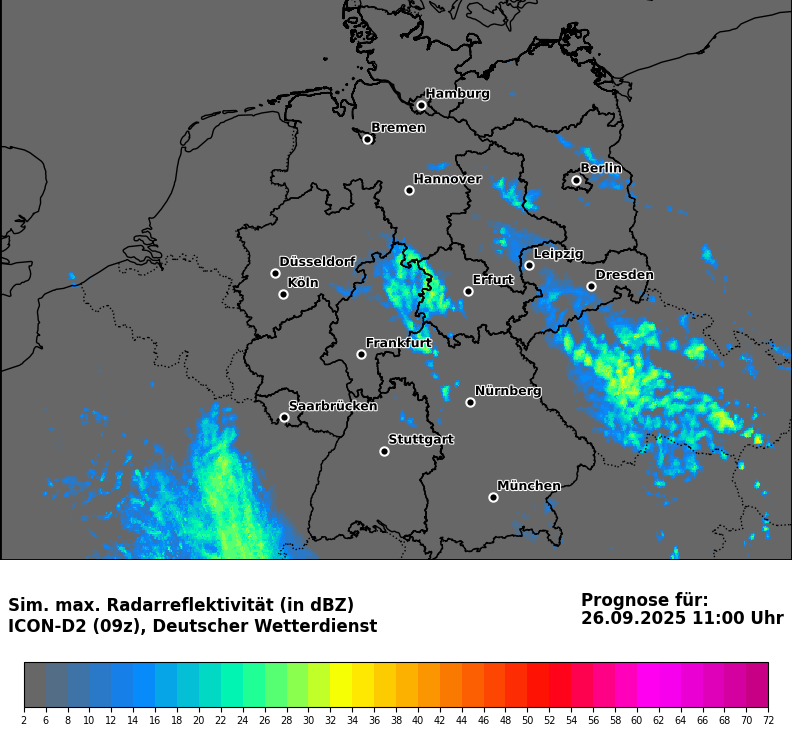 Hamburg
Bremen
Berlin
Hannover
Leipzig
Düsseldorf
Dresden
Köln
Erfurt
Frankfurt
Nürnberg
Saarbrücken
Stuttgart
München
Sim. max. Radarreflektivität (in dBZ)
ICON-D2 (09z), Deutscher Wetterdienst
Prognose für:
26.09.2025 11:00 Uhr
2 6 8 10 12 14 16 18 20 22 24 26 28 30 32 34 36 38 40 42 44 46 48 50 52 54 56 58 60 62 64 66 68 70 72